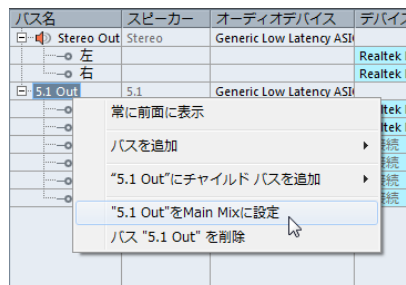 バス名 スピーカー オーディオデバイス デバイス
Stereo Out Stereo Generic Low Latency ASI
左 Realtek
右 Realtek
5.1 Out 5.1 Generic Low Latency ASI
常に前面に表示
バスを追加
"5.1 Out"にチャイルド バスを追加
"5.1 Out"をMain Mixに設定
バス "5.1 Out" を削除